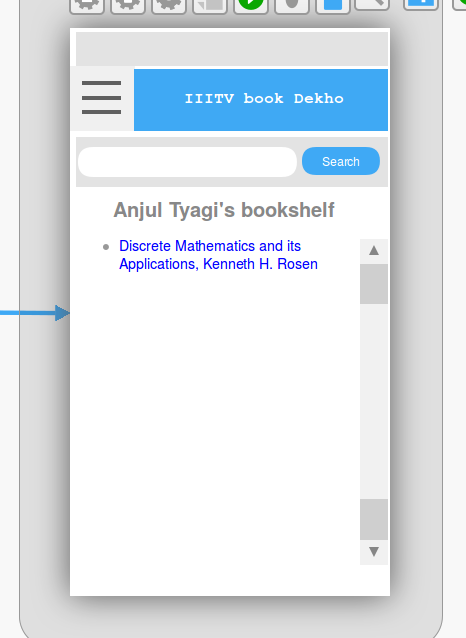 IIITV book Dekho
Search
Anjul Tyagi's bookshelf
Discrete Mathematics and its
Applications, Kenneth H. Rosen